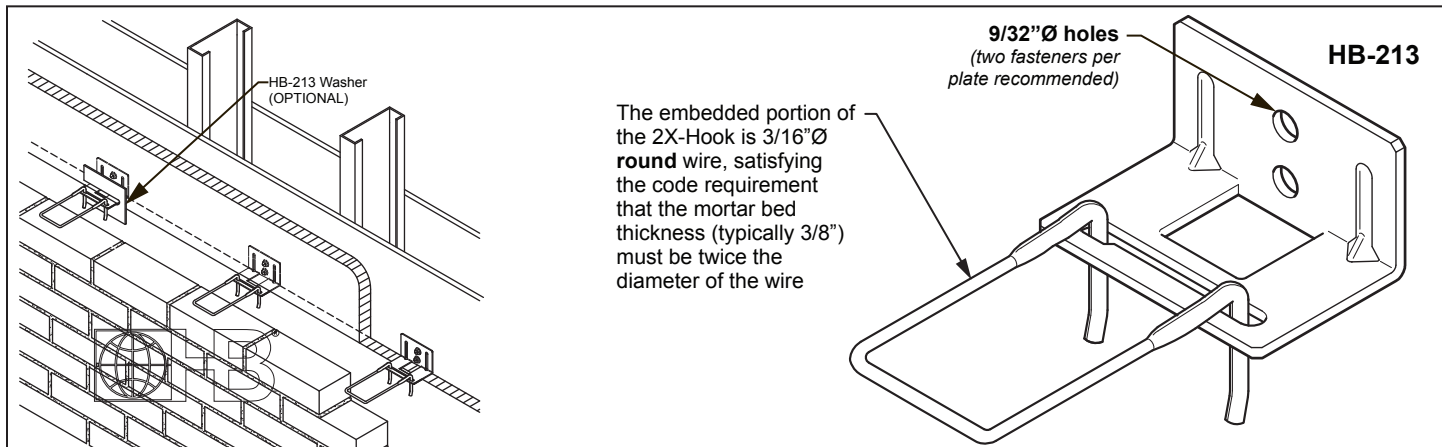 HB-213 Washer
(OPTIONAL)
The embedded portion of
the 2X-Hook is 3/16”Ø
round wire, satisfying
the code requirement
that the mortar bed
thickness (typically 3/8”)
must be twice the
diameter of the wire
9/32”Ø holes
(two fasteners per
plate recommended)
HB-213
HB